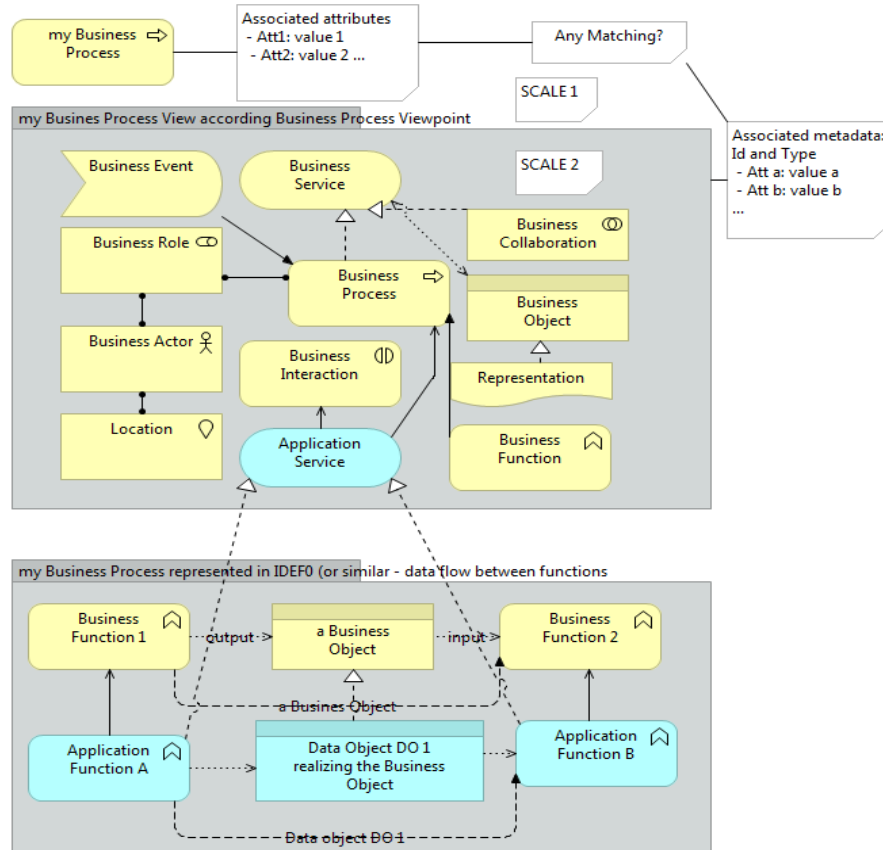 my Business
Process
Associated attributes
- Att1: value 1
- Att2: value 2 ...
Any Matching?
SCALE 1
my Busines Process View according Business Process Viewpoint
Associated metadata:
Id and Type
- Att a: value a
- Att b: value b
...
SCALE 2
Business Event
Business
Service
Business
Collaboration
Business Role
Business
Process
Business
Object
Business Actor
Business
Interaction
Representation
Location
Application
Service
Business
Function
my Business Process represented in IDEF0 (or similar - data flow between functions
Business
Function 1
output
a Business
Object
input
Business
Function 2
a Busines Object
Application
Function A
Data Object DO 1
realizing the Business
Object
Application
Function B
Data object DO 1